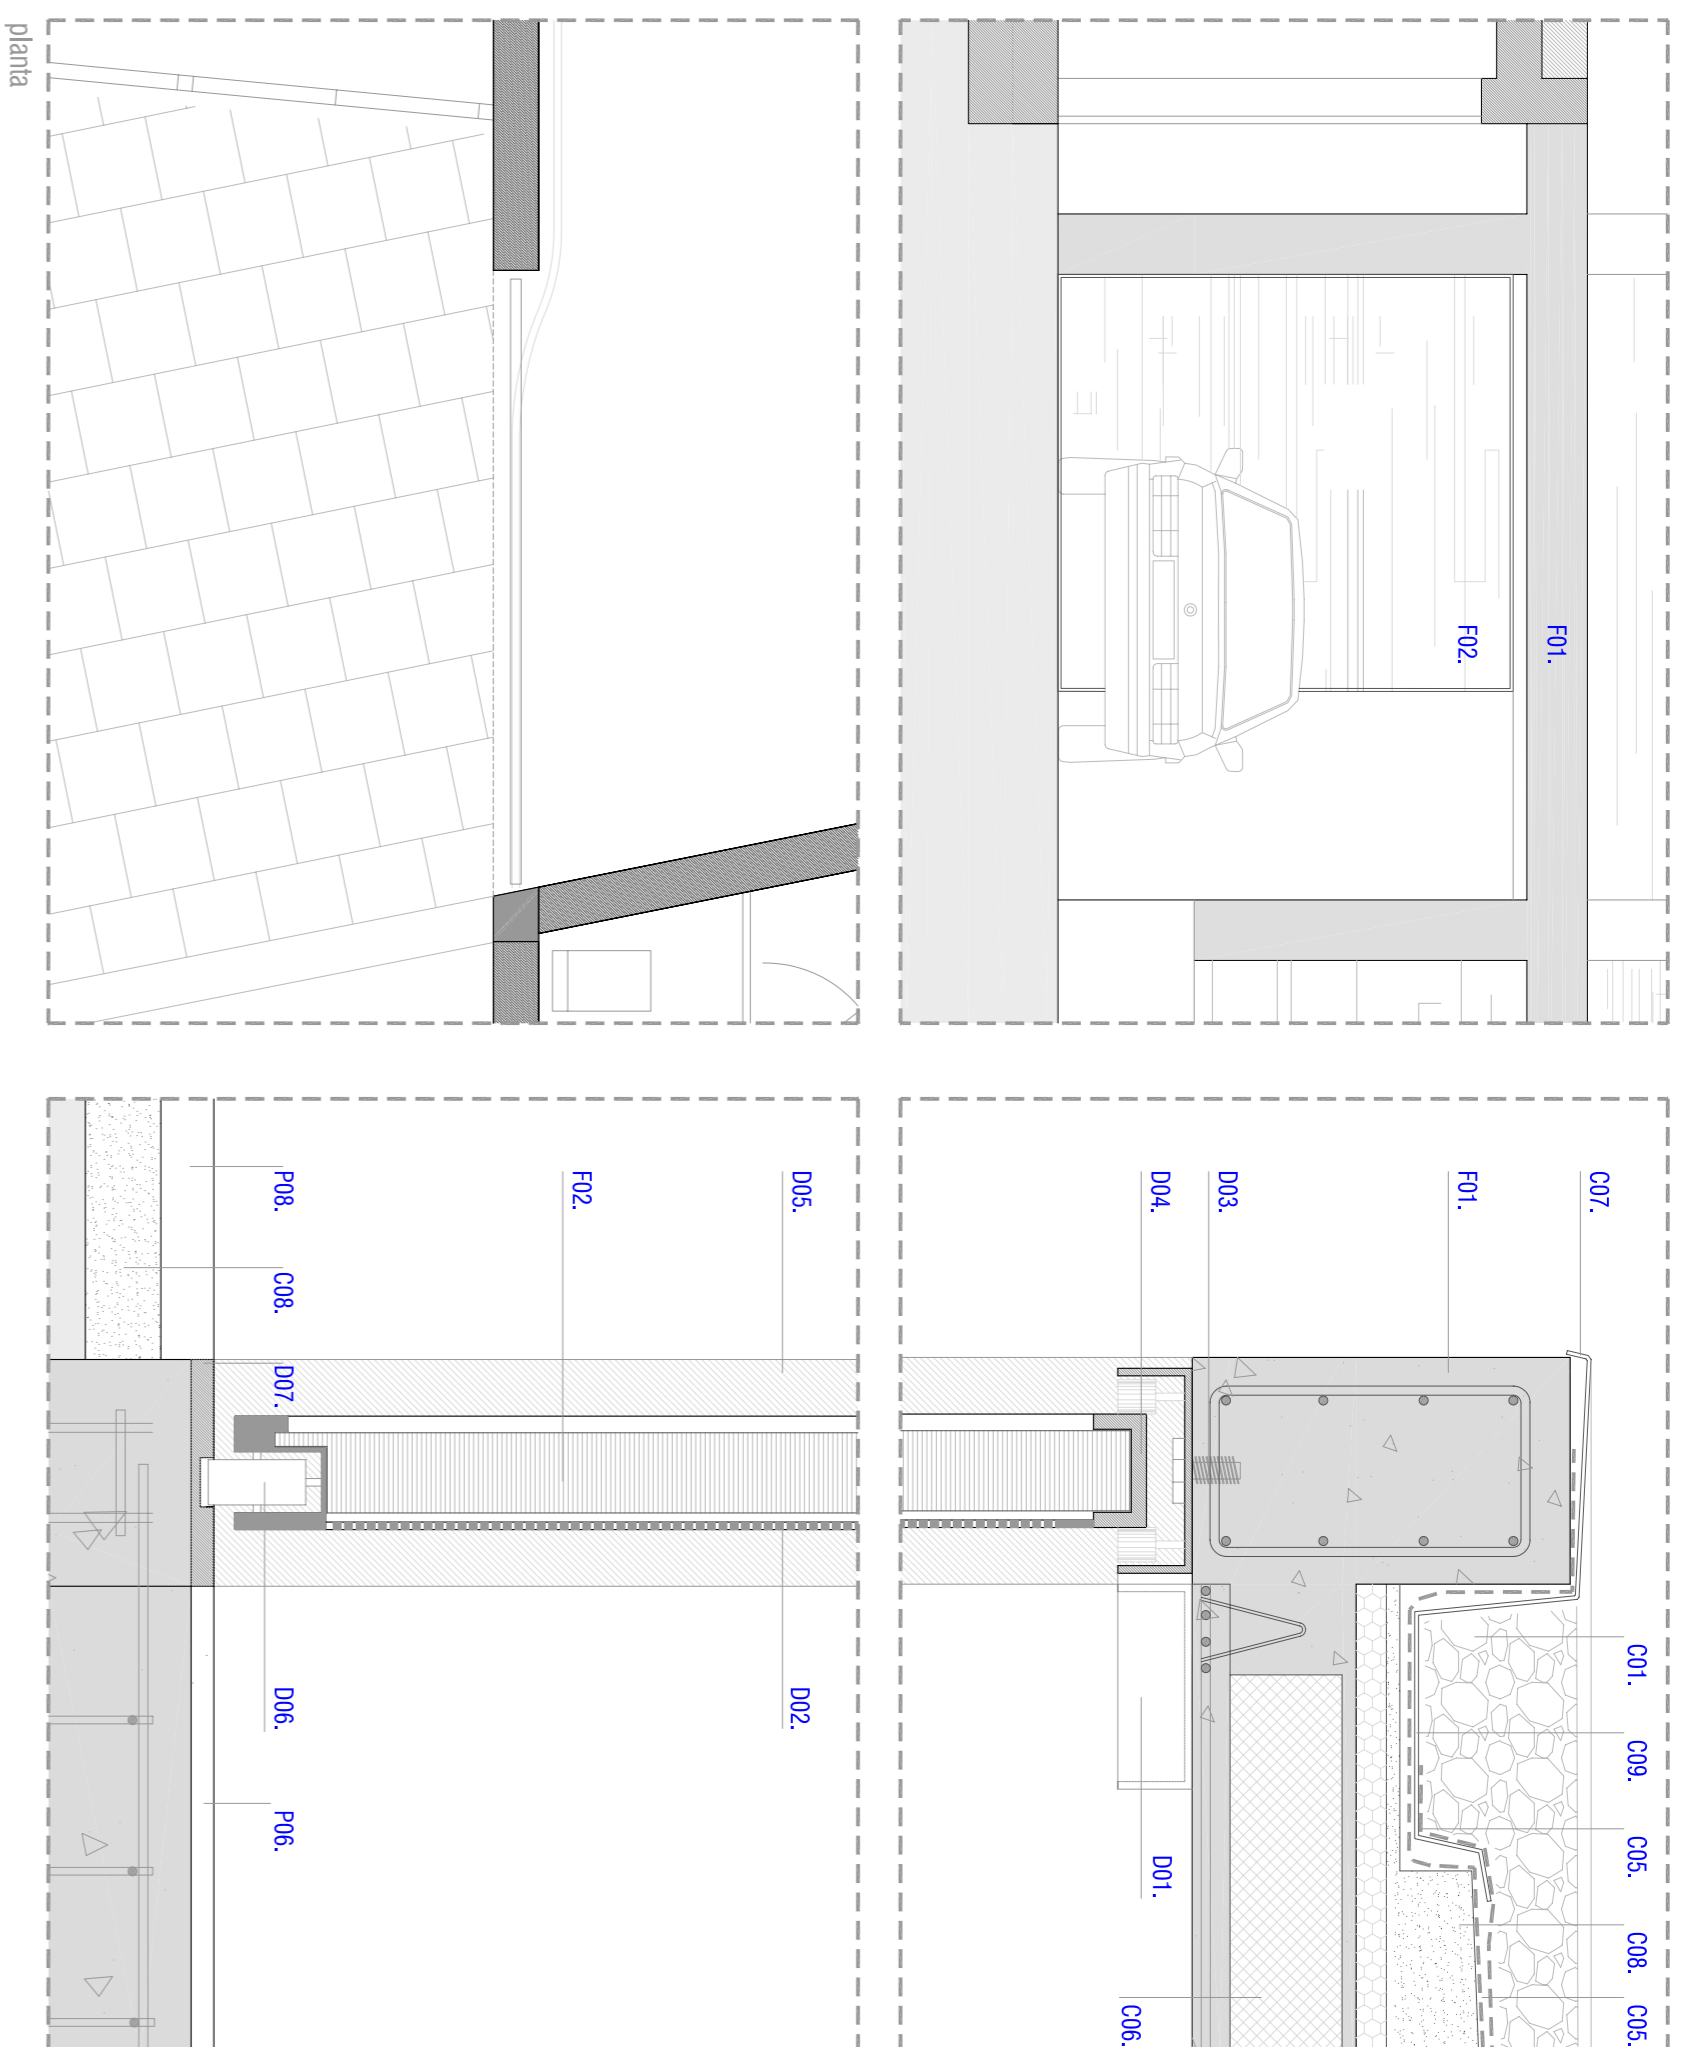 planta
F01.
F02.
P08.
C08.
D07.
F02.
D05.
D06.
D02.
P06.
D04.
D03.
F01.
C07.
C01.
C09.
C05.
C08.
C05.
D01.
C06.